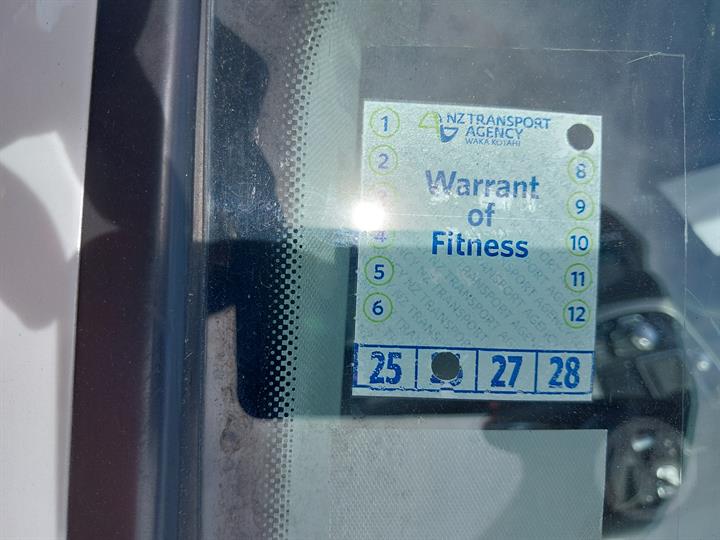 NZ TRANSPORT
AGENCY
WAKA KOTAHI
1
2
4
5
6
8
9
10
11
12
Warrant
of
Fitness
25 27 28